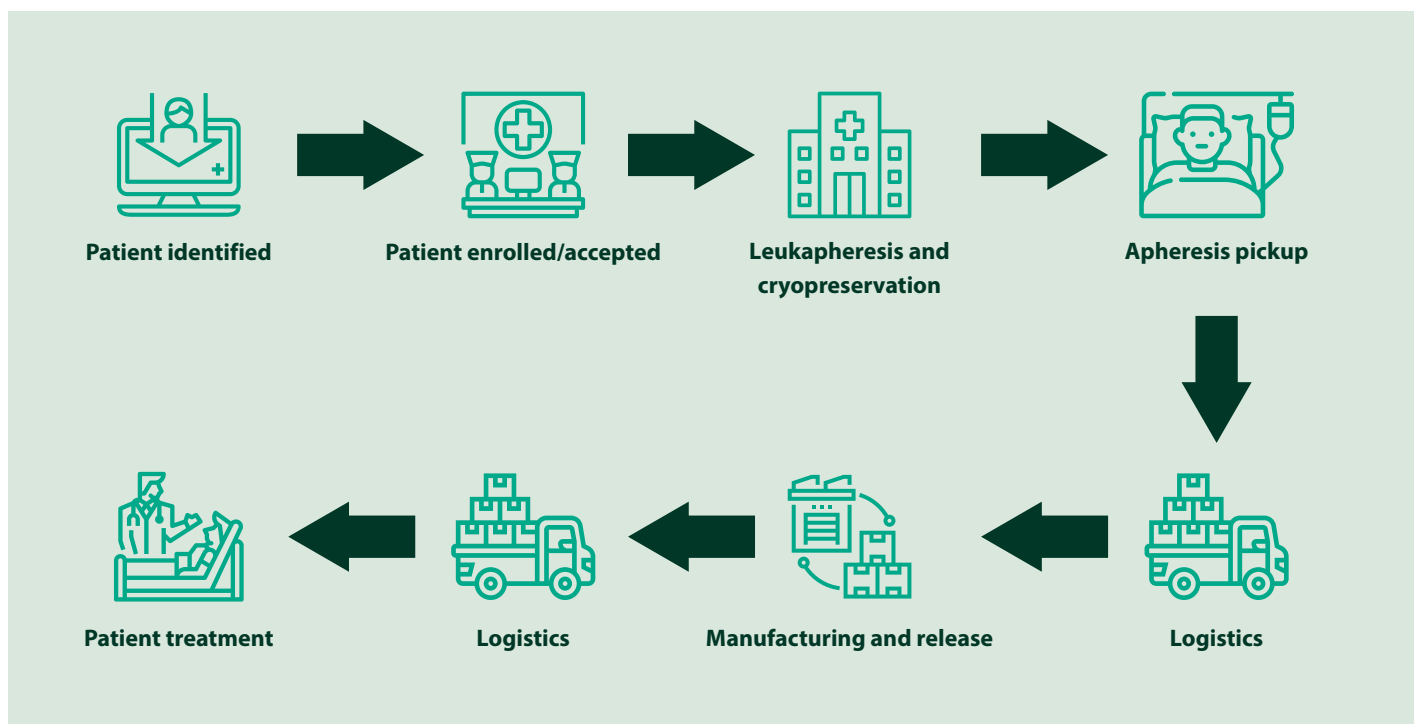 Patient identified
Patient enrolled/accepted
Leukapheresis and
cryopreservation
Apheresis pickup
Patient treatment
Logistics
Manufacturing and release
Logistics